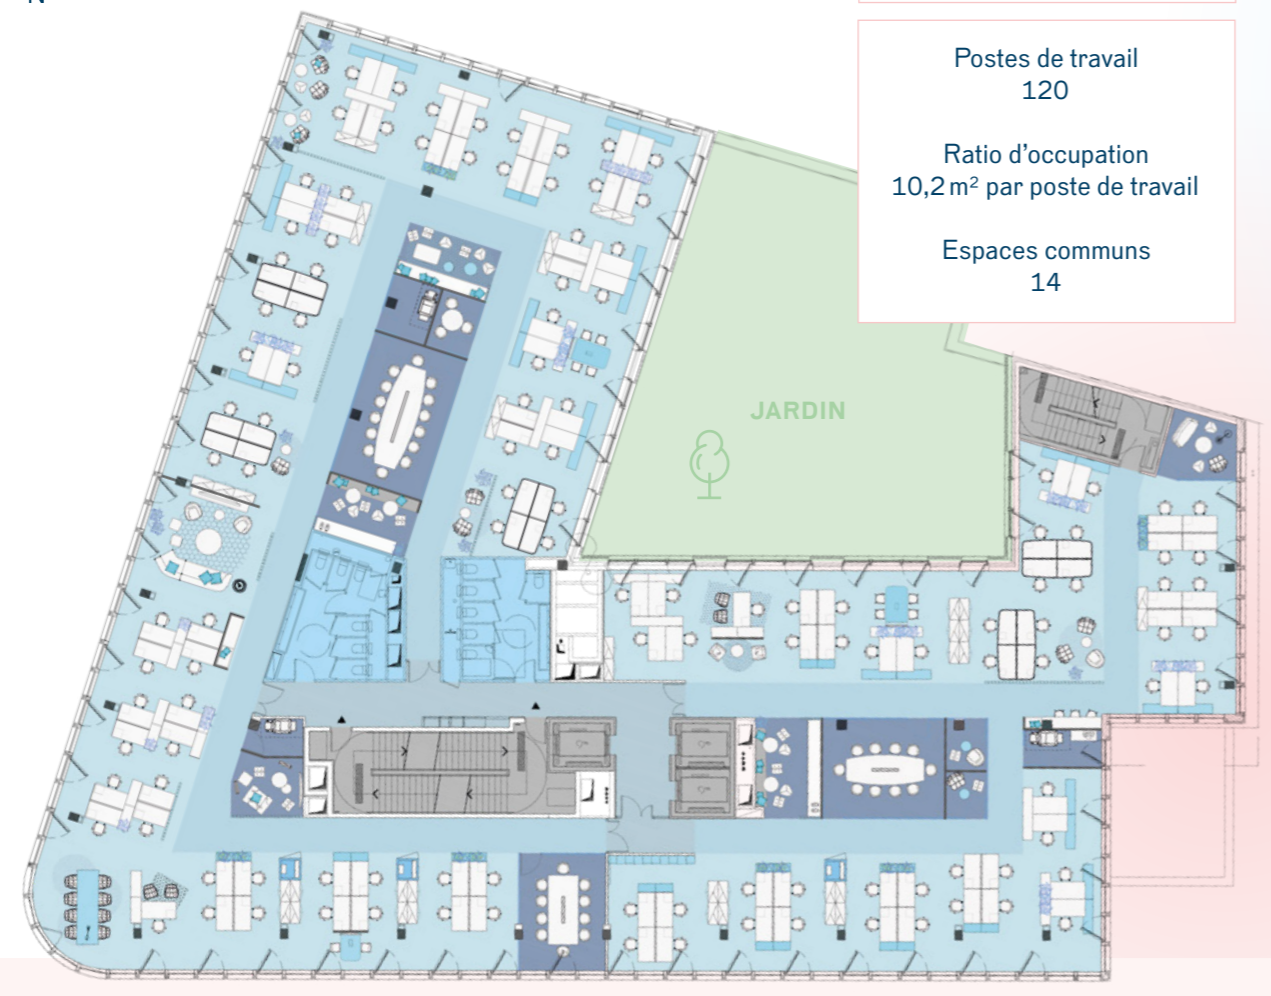 N
Postes de travail
120
Ratio d’occupation
10,2 m² par poste de travail
Espaces communs
14
JARDIN